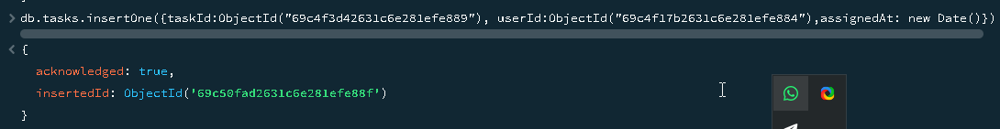 db.tasks.insertOne({taskId:ObjectId("69c4f3d42631c6e281efe889"), userId:ObjectId("69c4f17b2631c6e281efe884"),assignedAt: new Date()})
{
acknowledged: true,
insertedId: ObjectId('69c50fad2631c6e281efe88f')
}